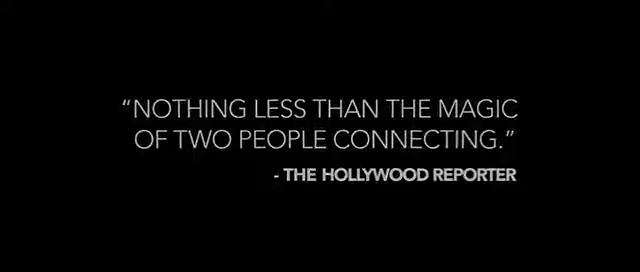 “NOTHING LESS THAN THE MAGIC
OF TWO PEOPLE CONNECTING.”
- THE HOLLYWOOD REPORTER